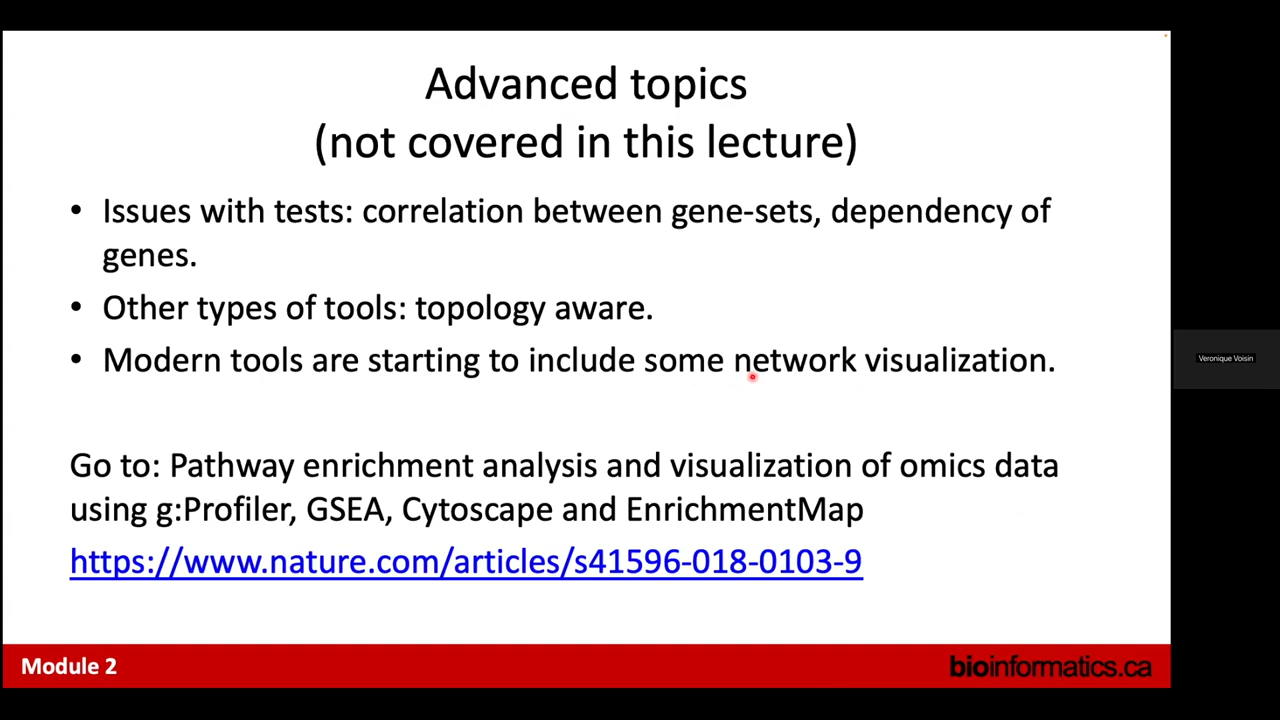 Advanced topics
(not covered in this lecture)
• Issues with tests: correlation between gene-sets, dependency of
genes.
• Other types of tools: topology aware.
• Modern tools are starting to include some network visualization.
Go to: Pathway enrichment analysis and visualization of omics data
using g:Profiler, GSEA, Cytoscape and EnrichmentMap
https://www.nature.com/articles/s41596-018-0103-9
Module 2
bioinformatics.ca
Veronique Voisin